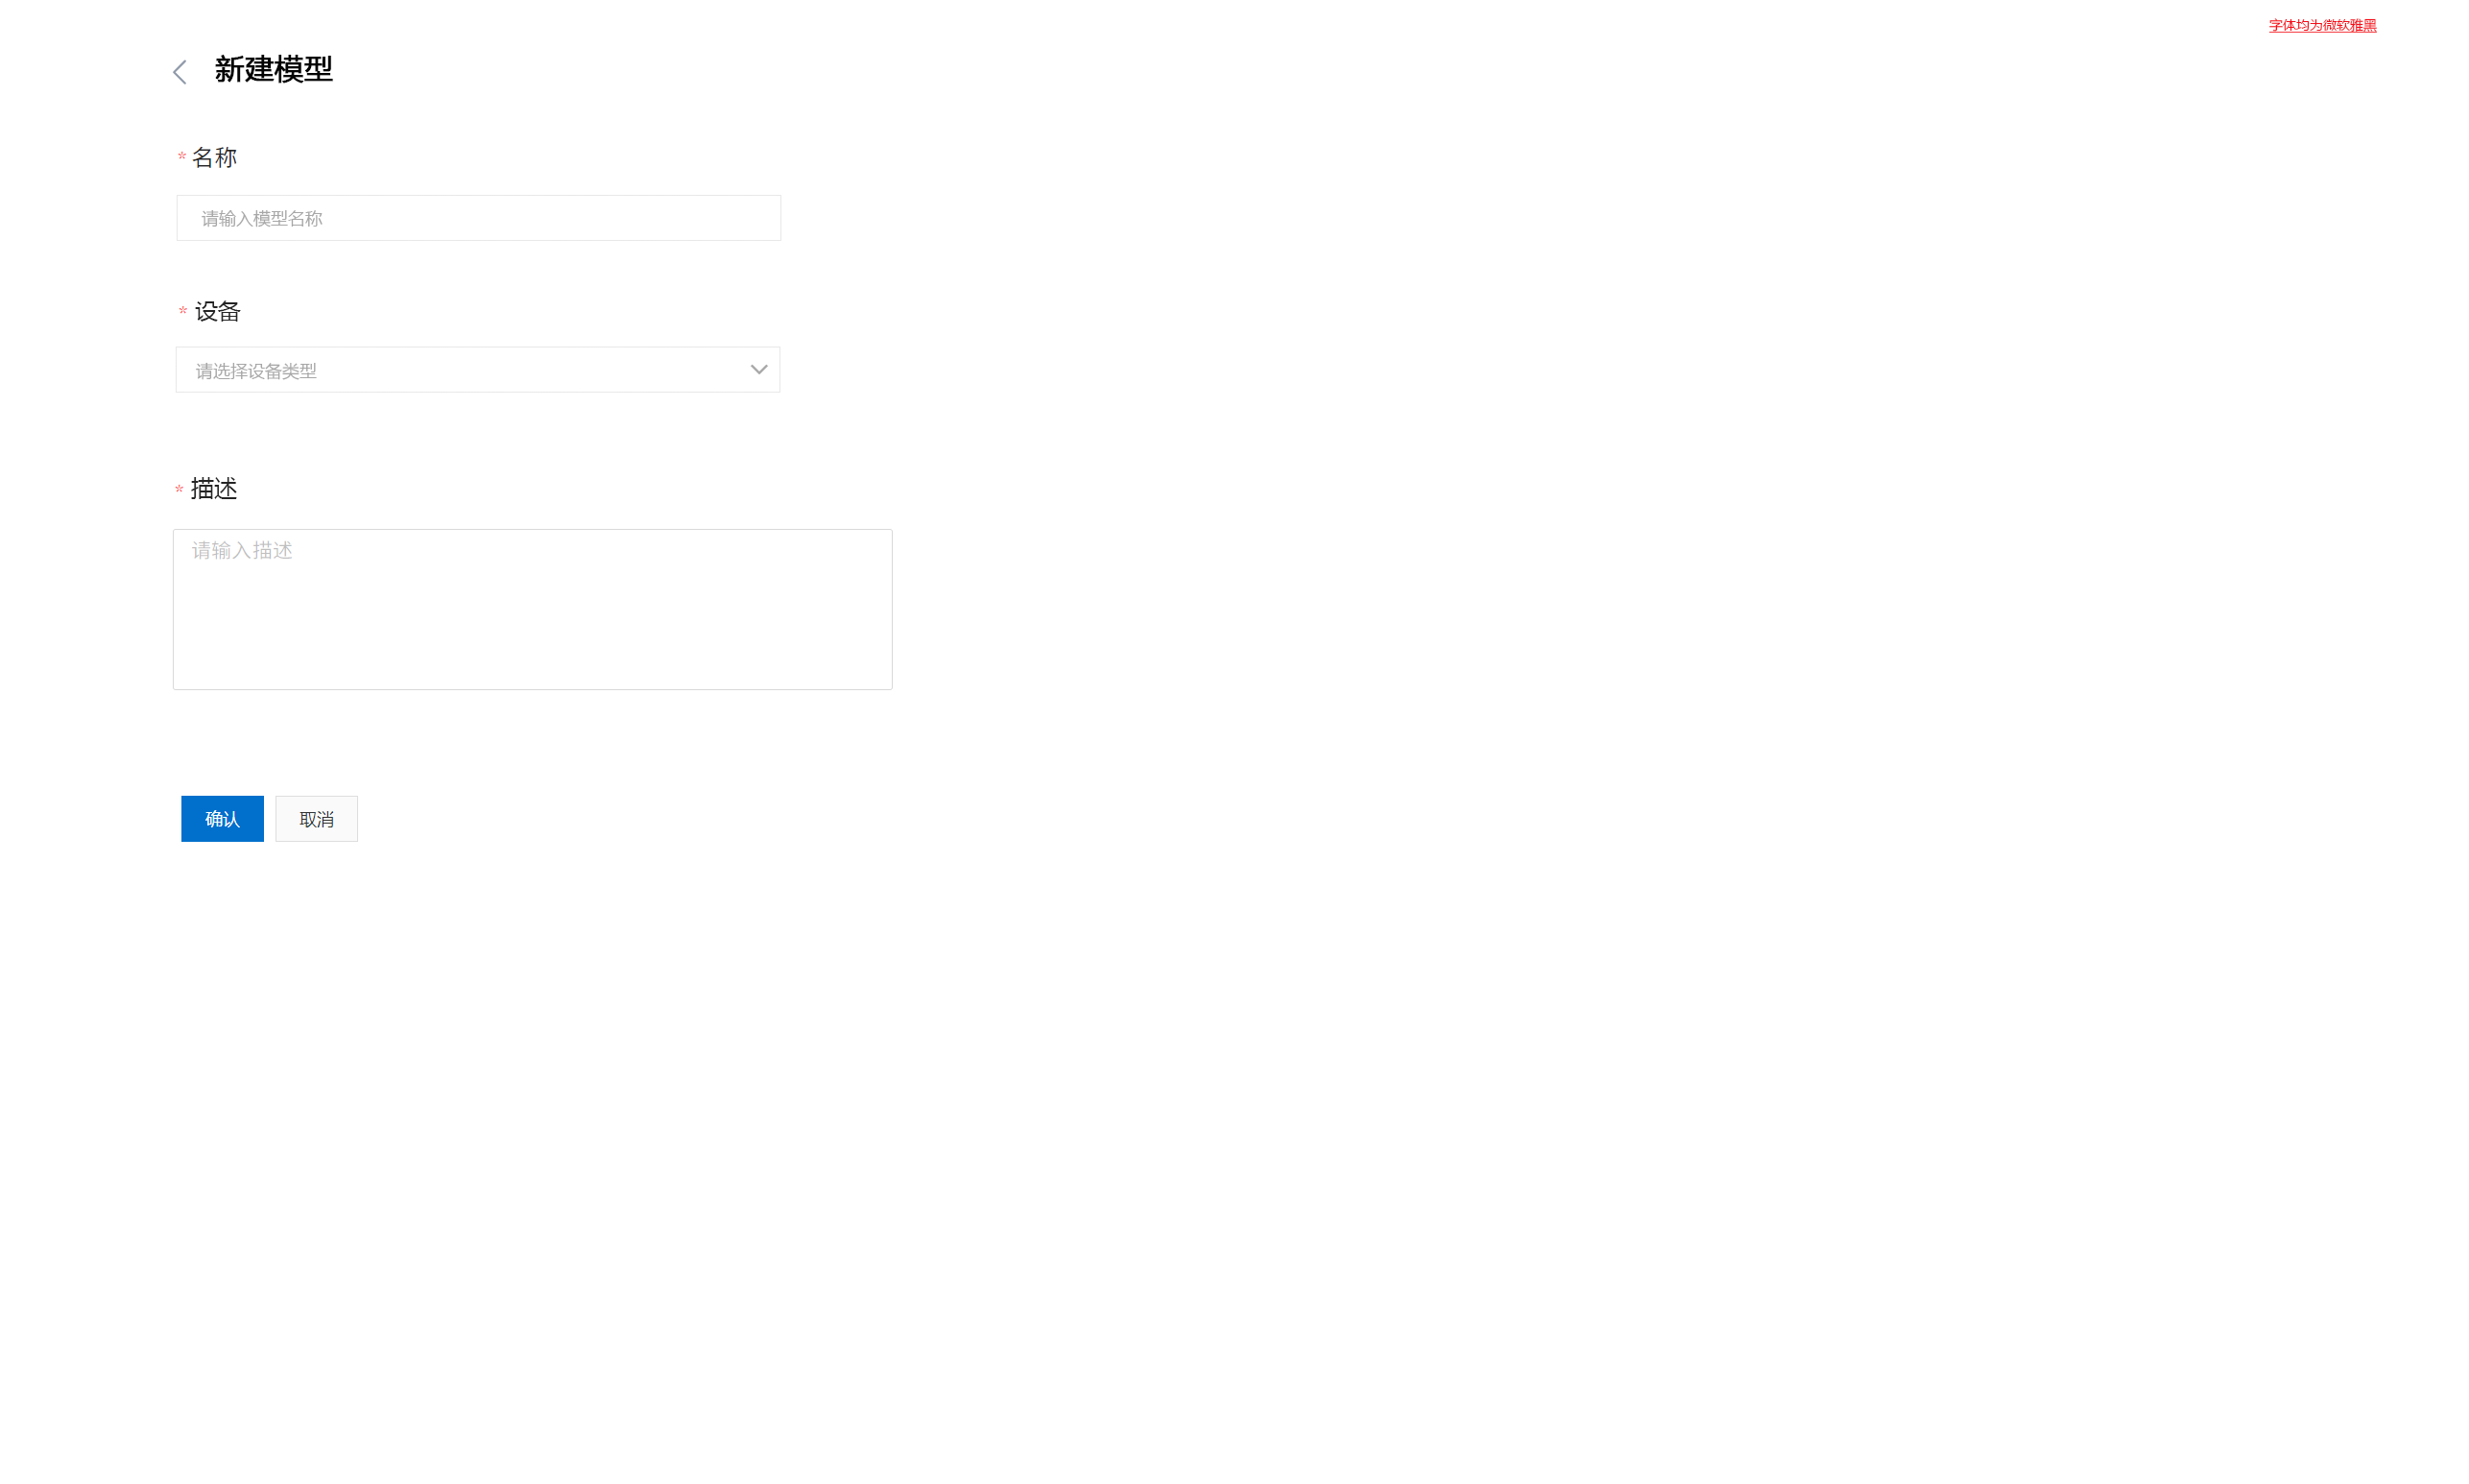 字体均为微软雅黑
新建模型
* 名称
请输入模型名称
* 设备
请选择设备类型
* 描述
请输入描述
确认 取消